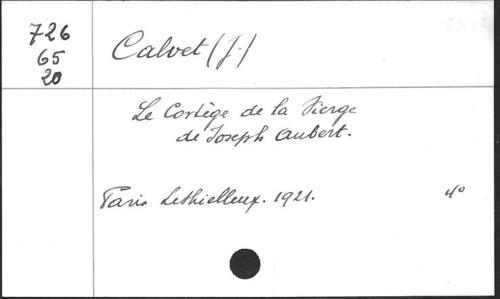 726
65
20
Calvet (J.)
Le Cortège de la Vierge
de Joseph Aubert.
Paris Lethielleux. 1921. 4°